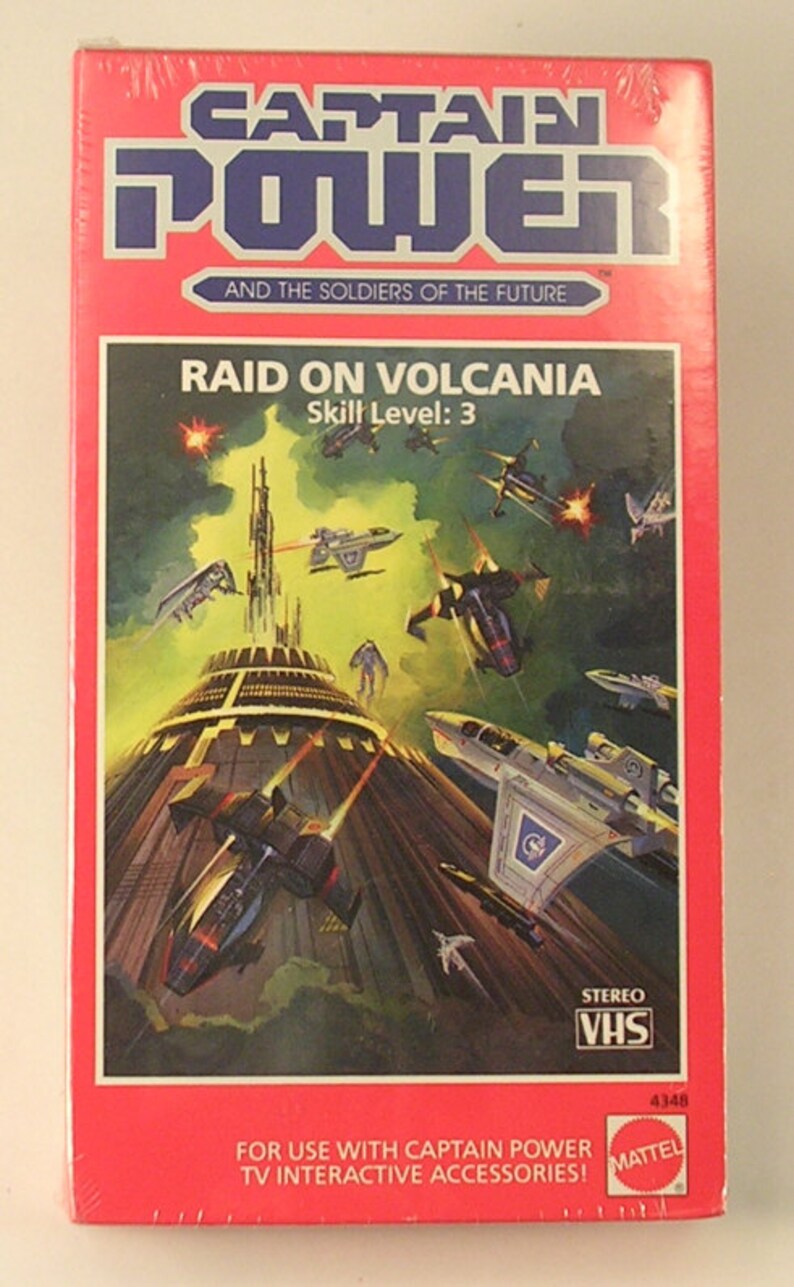 CAPTAIN
POWER
AND THE SOLDIERS OF THE FUTURE™
RAID ON VOLCANIA
Skill Level: 3
STEREO
VHS
4348
FOR USE WITH CAPTAIN POWER
TV INTERACTIVE ACCESSORIES!
MATTEL®